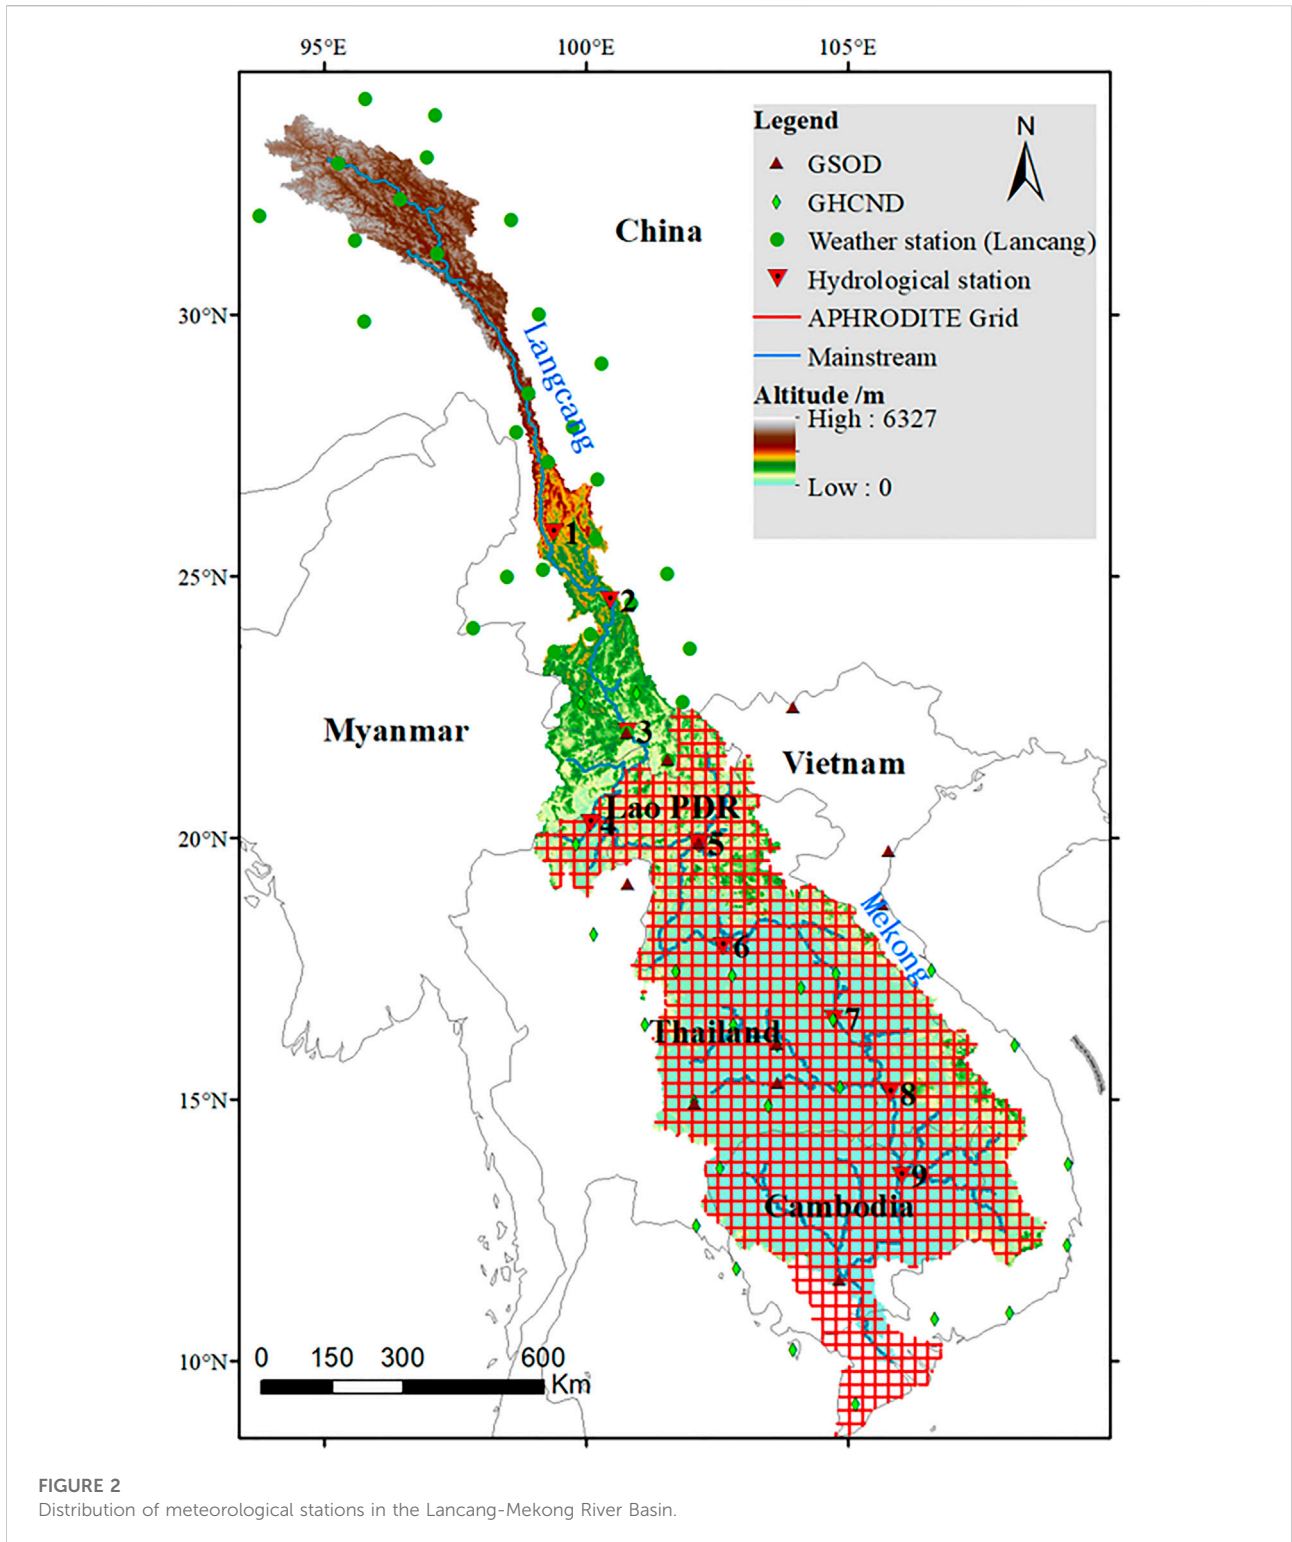 95°E 100°E 105°E
Legend
N
GSOD
GHCND
Weather station (Lancang)
Hydrological station
APHRODITE Grid
Mainstream
Altitude /m
High : 6327
Low : 0
China
30°N
Langcang
1
25°N
2
Myanmar
3
Vietnam
Lao PDR
4
20°N
5
Mekong
6
7
Thailand
15°N
8
9
Cambodia
10°N
0 150 300 600
Km
FIGURE 2
Distribution of meteorological stations in the Lancang-Mekong River Basin.